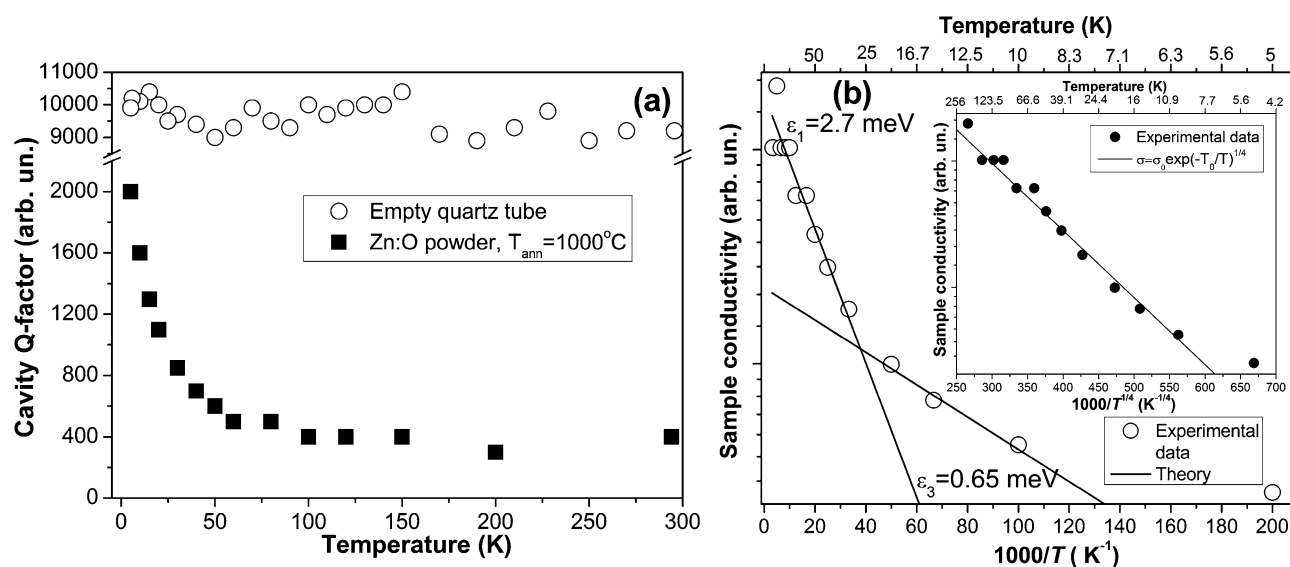 (a)
Cavity Q-factor (arb. un.)
11000
10000
9000
2000
1600
1200
800
400
0
Empty quartz tube
Zn:O powder, Tann=1000°C
0 50 100 150 200 250 300
Temperature (K)
Temperature (K)
50 25 16.7 12.5 10 8.3 7.1 6.3 5.6 5
(b)
ε1=2.7 meV
ε3=0.65 meV
Sample conductivity (arb. un.)
Temperature (K)
256 123.5 66.6 39.1 24.4 16 10.9 7.7 5.6 4.2
Experimental data
σ=σ0exp(-T0/T)1/4
Sample conductivity (arb. un.)
250 300 350 400 450 500 550 600 650 700
1000/T1/4 (K-1/4)
Experimental
data
Theory
0 20 40 60 80 100 120 140 160 180 200
1000/T ( K-1)